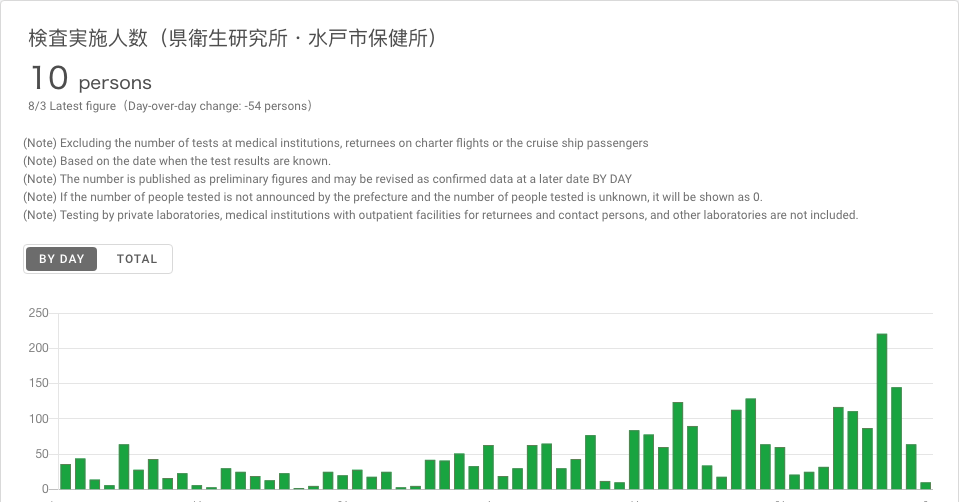 検査実施人数（県衛生研究所・水戸市保健所）
10 persons
8/3 Latest figure（Day-over-day change: -54 persons）
(Note) Excluding the number of tests at medical institutions, returnees on charter flights or the cruise ship passengers
(Note) Based on the date when the test results are known.
(Note) The number is published as preliminary figures and may be revised as confirmed data at a later date BY DAY
(Note) If the number of people tested is not announced by the prefecture and the number of people tested is unknown, it will be shown as 0.
(Note) Testing by private laboratories, medical institutions with outpatient facilities for returnees and contact persons, and other laboratories are not included.
BY DAY TOTAL
250
200
150
100
50
0